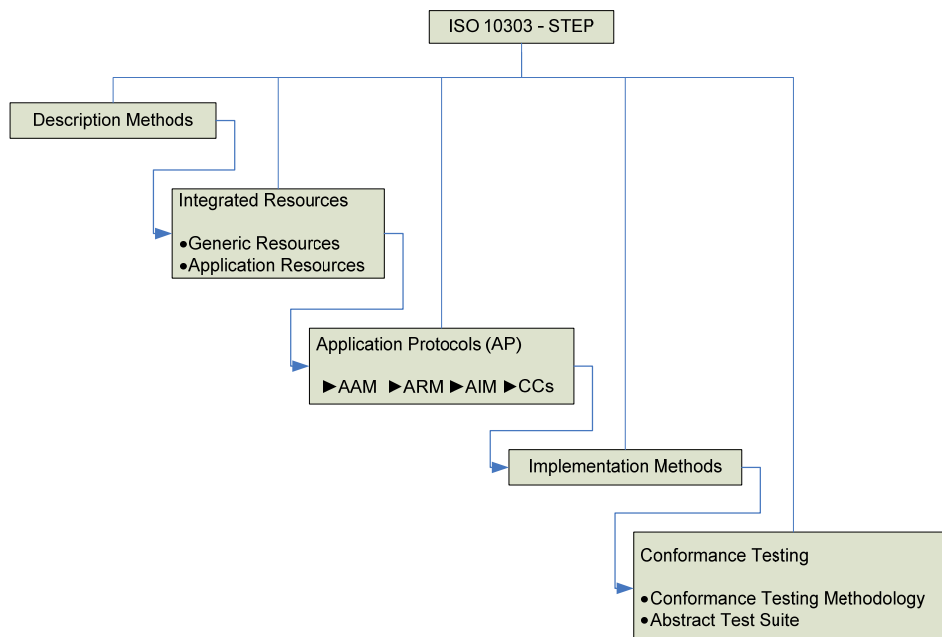 ISO 10303 - STEP
Description Methods
Integrated Resources
●Generic Resources
●Application Resources
Application Protocols (AP)
►AAM ►ARM ►AIM ►CCs
Implementation Methods
Conformance Testing
●Conformance Testing Methodology
●Abstract Test Suite